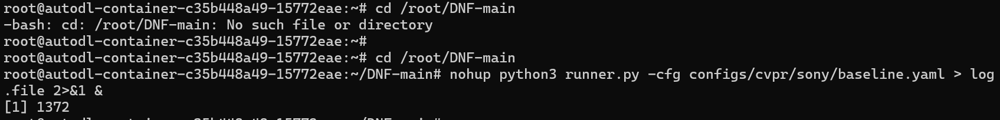 root@autodl-container-c35b448a49-15772eae:~# cd /root/DNF-main
-bash: cd: /root/DNF-main: No such file or directory
root@autodl-container-c35b448a49-15772eae:~#
root@autodl-container-c35b448a49-15772eae:~# cd /root/DNF-main
root@autodl-container-c35b448a49-15772eae:~/DNF-main# nohup python3 runner.py -cfg configs/cvpr/sony/baseline.yaml > log
.file 2>&1 &
[1] 1372